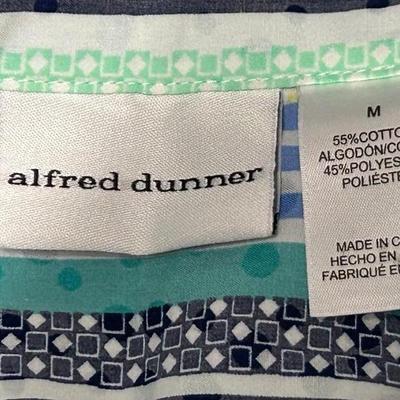 alfred dunner
M
55%COTTO
ALGODÓN/CO
45%POLYES
POLIÉSTE
MADE IN C
HECHO EN
FABRIQUÉ EN